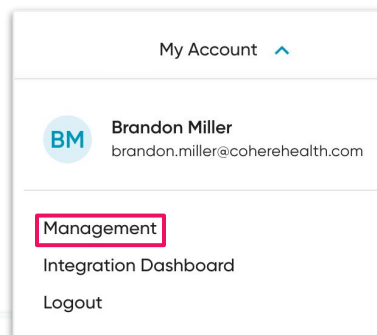 My Account
BM
Brandon Miller
brandon.miller@coherehealth.com
Management
Integration Dashboard
Logout